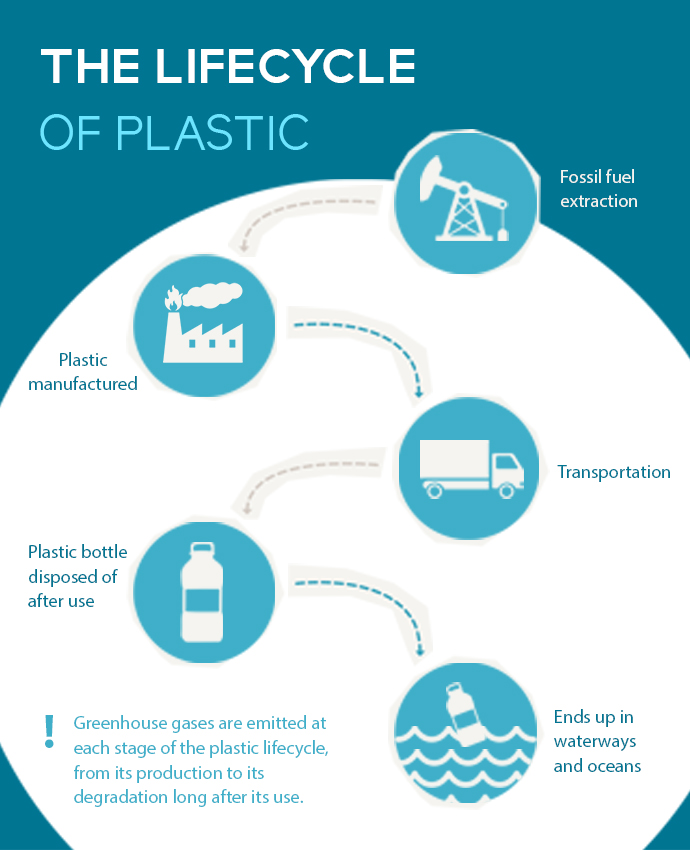 THE LIFECYCLE
OF PLASTIC
Fossil fuel
extraction
Plastic
manufactured
Transportation
Plastic bottle
disposed of
after use
Ends up in
waterways
and oceans
! Greenhouse gases are emitted at
each stage of the plastic lifecycle,
from its production to its
degradation long after its use.